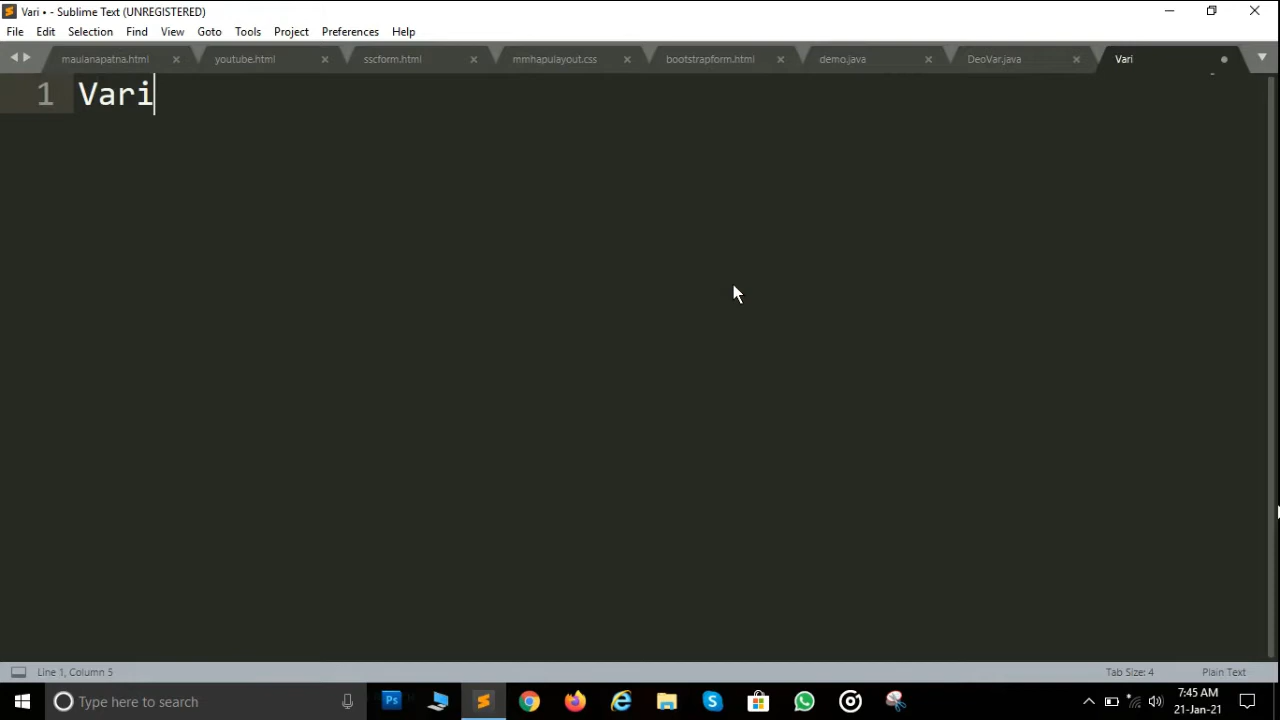 Vari • - Sublime Text (UNREGISTERED)
File Edit Selection Find View Goto Tools Project Preferences Help
maulanapatna.html youtube.html sscform.html mmhapulayout.css bootstrapform.html demo.java DeoVar.java Vari
1 Vari
Line 1, Column 5 Tab Size: 4 Plain Text
Type here to search Ps 7:45 AM
21-Jan-21